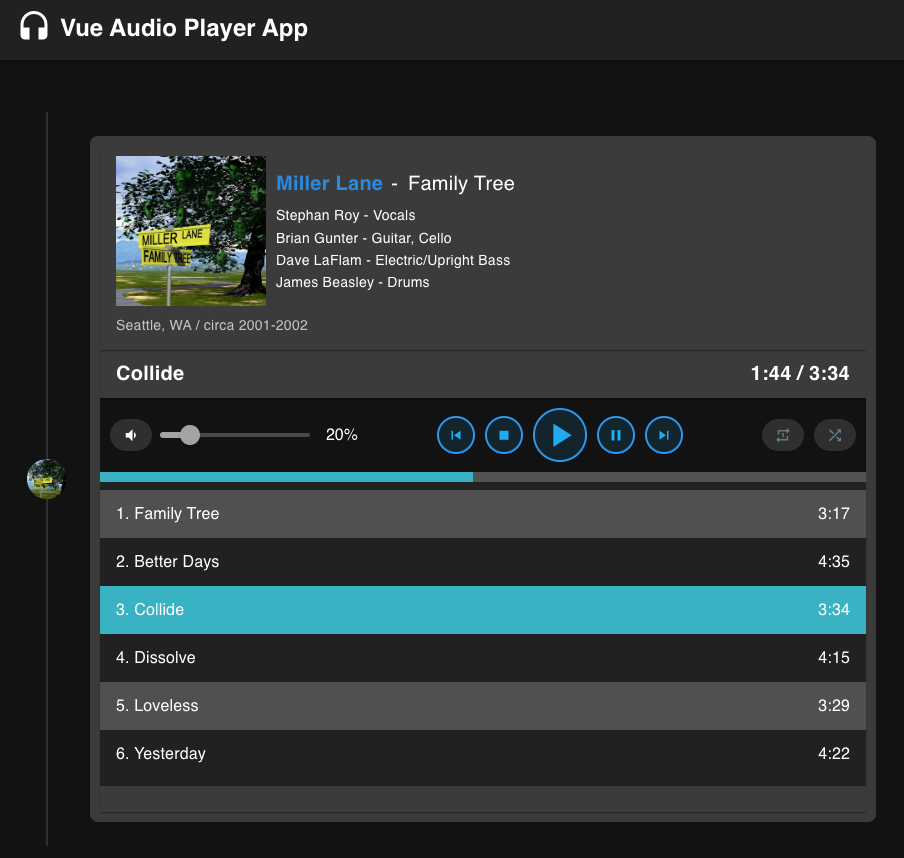 Vue Audio Player App
MILLER LANE
FAMILY TREE
Miller Lane - Family Tree
Stephan Roy - Vocals
Brian Gunter - Guitar, Cello
Dave LaFlam - Electric/Upright Bass
James Beasley - Drums
Seattle, WA / circa 2001-2002
Collide 1:44 / 3:34
20%
1. Family Tree 3:17
2. Better Days 4:35
3. Collide 3:34
4. Dissolve 4:15
5. Loveless 3:29
6. Yesterday 4:22